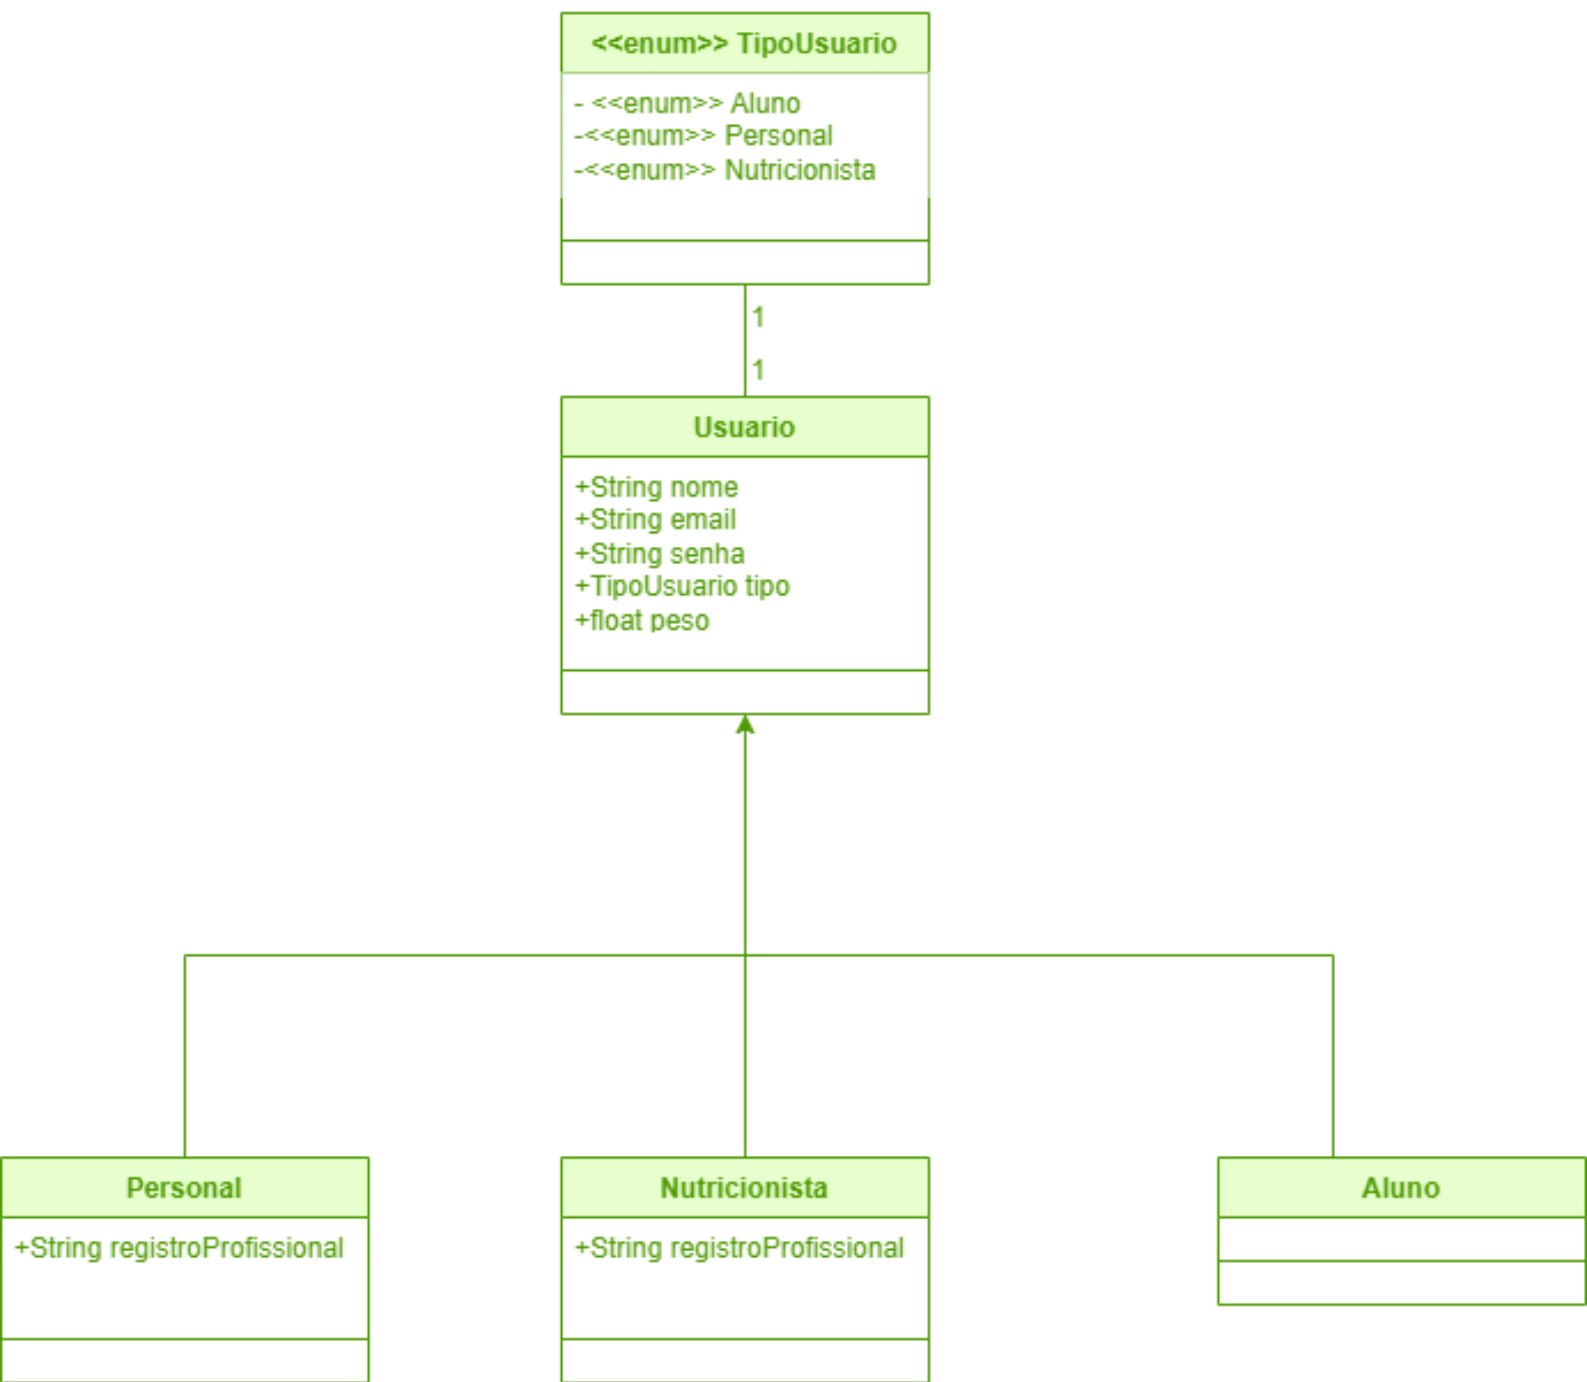 <<enum>> TipoUsuario
- <<enum>> Aluno
-<<enum>> Personal
-<<enum>> Nutricionista
1
1
Usuario
+String nome
+String email
+String senha
+TipoUsuario tipo
+float peso
Personal
+String registroProfissional
Nutricionista
+String registroProfissional
Aluno